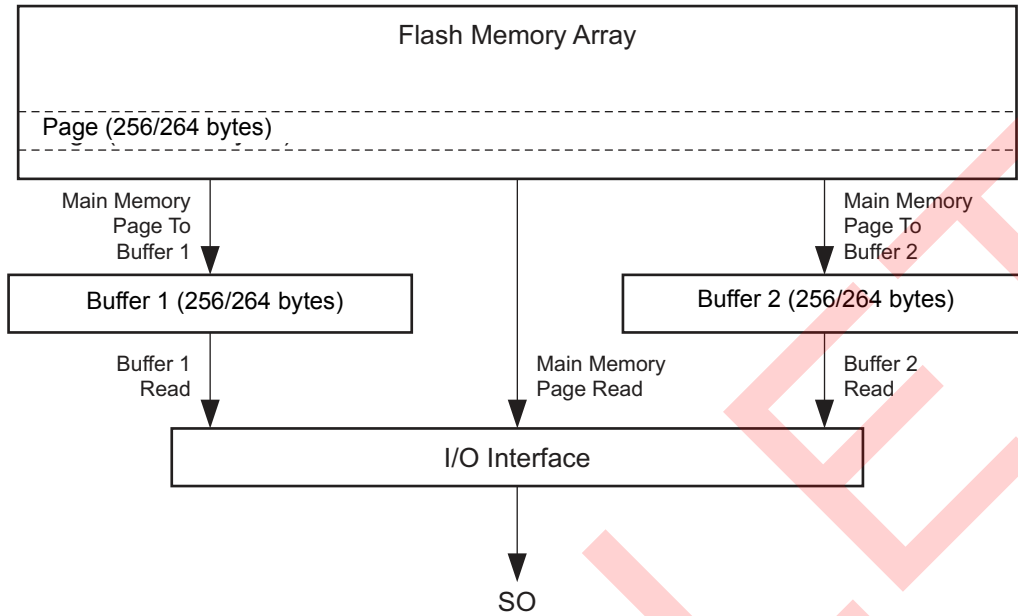 Flash Memory Array
Page (256/264 bytes)
Main Memory
Page To
Buffer 1
Main Memory
Page To
Buffer 2
Buffer 1 (256/264 bytes)
Buffer 2 (256/264 bytes)
Buffer 1
Read
Main Memory
Page Read
Buffer 2
Read
I/O Interface
SO